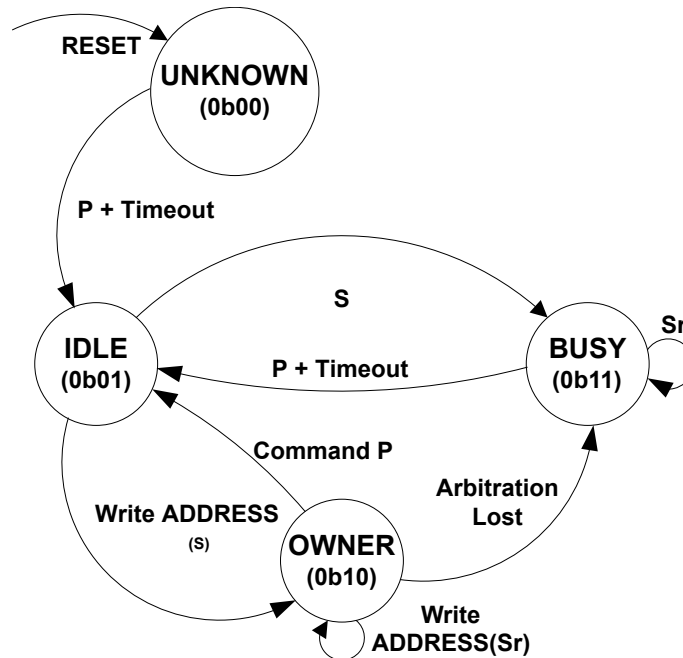 RESET
UNKNOWN
(0b00)
P + Timeout
S
IDLE
(0b01)
BUSY
(0b11)
Sr
P + Timeout
Command P
Write ADDRESS
(S)
Arbitration
Lost
OWNER
(0b10)
Write
ADDRESS(Sr)